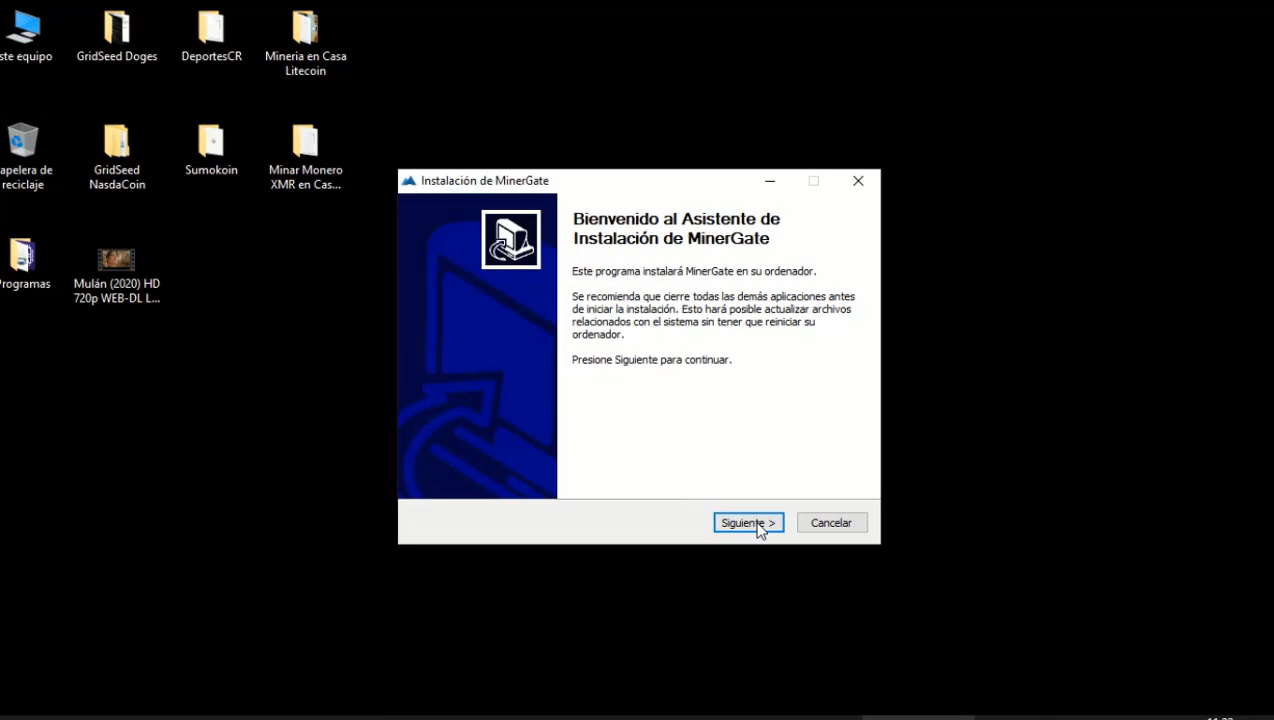 ste equipo
GridSeed Doges
DeportesCR
Mineria en Casa
Litecoin
apelera de
reciclaje
GridSeed
NasdaCoin
Sumokoin
Minar Monero
XMR en Cas...
Programas
Mulán (2020) HD
720p WEB-DL L...
Instalación de MinerGate
Bienvenido al Asistente de
Instalación de MinerGate
Este programa instalará MinerGate en su ordenador.
Se recomienda que cierre todas las demás aplicaciones antes
de iniciar la instalación. Esto hará posible actualizar archivos
relacionados con el sistema sin tener que reiniciar su
ordenador.
Presione Siguiente para continuar.
Siguiente >
Cancelar